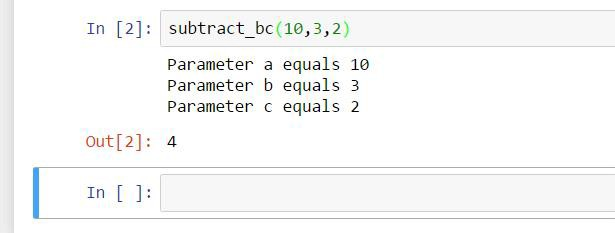 In [2]: subtract_bc(10,3,2)
Parameter a equals 10
Parameter b equals 3
Parameter c equals 2
Out[2]: 4
In [ ]: